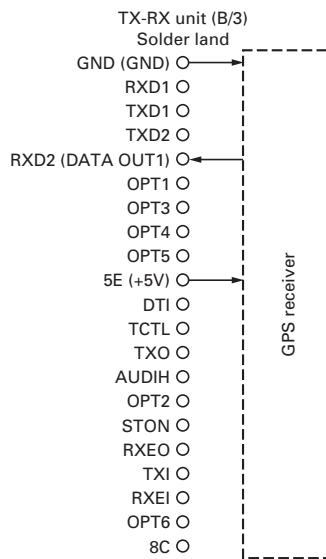 TX-RX unit (B/3)
Solder land
GND (GND)
RXD1
TXD1
TXD2
RXD2 (DATA OUT1)
OPT1
OPT3
OPT4
OPT5
5E (+5V)
DTI
TCTL
TXO
AUDIH
OPT2
STON
RXEO
TXI
RXEI
OPT6
8C
GPS receiver